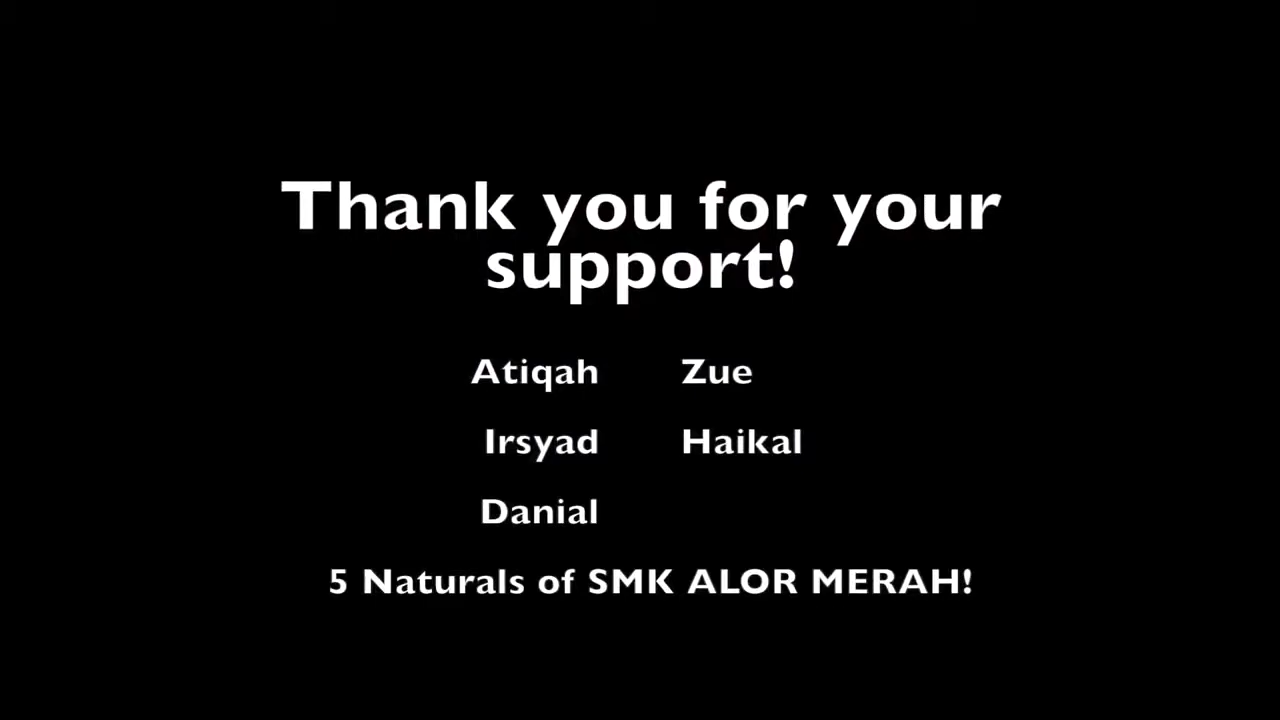 Thank you for your
support!
Atiqah Zue
Irsyad Haikal
Danial
5 Naturals of SMK ALOR MERAH!